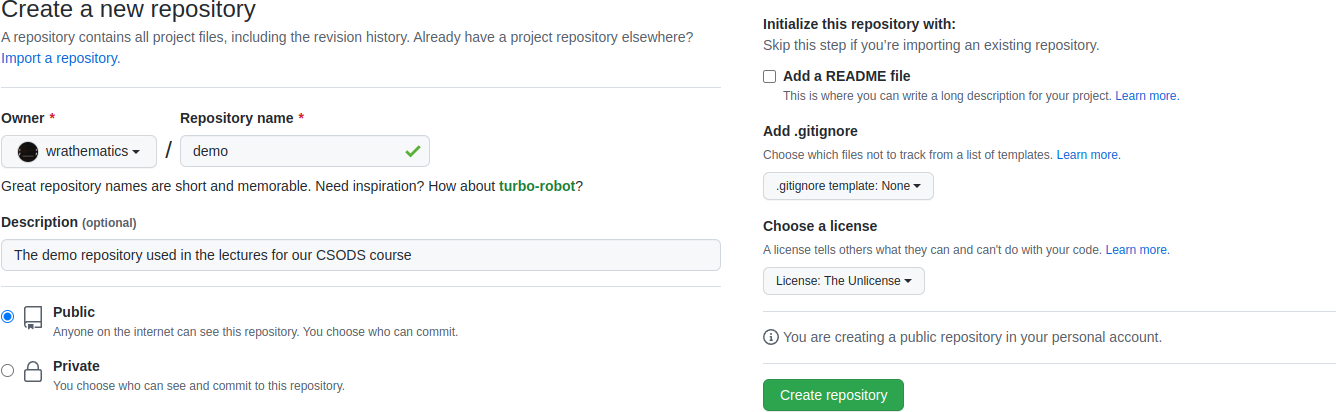 Create a new repository
A repository contains all project files, including the revision history. Already have a project repository elsewhere?
Import a repository.
Owner *
Repository name *
wrathematics
/
demo
Great repository names are short and memorable. Need inspiration? How about turbo-robot?
Description (optional)
The demo repository used in the lectures for our CSODS course
Public
Anyone on the internet can see this repository. You choose who can commit.
Private
You choose who can see and commit to this repository.
Initialize this repository with:
Skip this step if you’re importing an existing repository.
Add a README file
This is where you can write a long description for your project. Learn more.
Add .gitignore
Choose which files not to track from a list of templates. Learn more.
.gitignore template: None
Choose a license
A license tells others what they can and can't do with your code. Learn more.
License: The Unlicense
You are creating a public repository in your personal account.
Create repository